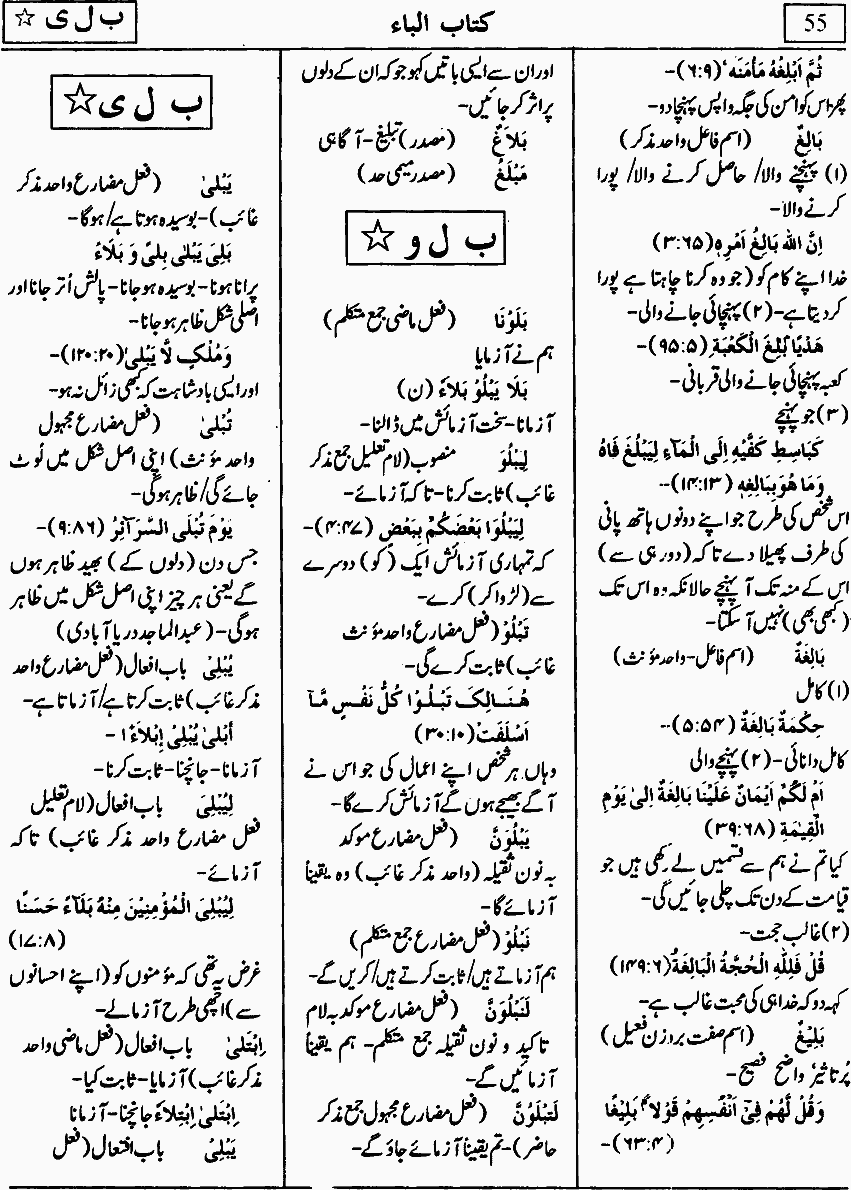 55
کتاب الباء
ب ل ی ☆
ثُمَّ اَبْلِغْهُ مَأْمَنَه، (۶:۹)-
پھر اس کو امن کی جگہ واپس پہنچا دو-
بَالِغٌ (اسم فاعل واحد مذکر)
(۱) پہنچنے والا/ حاصل کرنے والا/ پورا
کرنے والا-
اِنَّ اللّٰہَ بَالِغُ اَمْرِهٖ(۳:۶۵)
خدا اپنے کام کو (جو وہ کرنا چاہتا ہے پورا
کر دیتا ہے- (۲) پہنچائی جانے والی-
هَدْيًا بٰلِغَ الْكَعْبَةِ (۹۵:۵)-
کعبہ پہنچائی جانے والی قربانی-
(۳) جو پہنچے
كَبَاسِطِ كَفَّيْهِ اِلَى الْمَآءِ لِيَبْلُغَ فَاهُ
وَمَا هُوَ بِبَالِغِهٖ (۱۴:۱۳)--
اس شخص کی طرح جو اپنے دونوں ہاتھ پانی
کی طرف پھیلا دے تاکہ (دور ہی سے)
اس کے منہ تک آ پہنچے حالانکہ وہ اس تک
(کبھی بھی) نہیں آ سکتا-
بَالِغَةٌ (اسم فاعل-واحد مؤنث)
(۱) کامل
حِكْمَةٌ بَالِغَةٌ (۵:۵۴)--
کامل دانائی- (۲) پہنچنے والی
اَمْ لَكُمْ اَيْمَانٌ عَلَيْنَا بَالِغَةٌ اِلٰى يَوْمِ
الْقِيٰمَةِ (۳۹:۶۸)
کیا تم نے ہم سے قسمیں لے رکھی ہیں جو
قیامت کے دن تک چلی جائیں گی-
(۲) غالب حجت-
قُلْ فَلِلّٰهِ الْحُجَّةُ الْبَالِغَةُ(۱۴۹:۶)
کہہ دو کہ خدا ہی کی حجت غالب ہے-
بَلِيْغٌ (اسم صفت بروزن فعیل)
پُر تاثیر' واضح' فصیح-
وَقُلْ لَّهُمْ فِيْٓ اَنْفُسِهِمْ قَوْلًا ۢ بَلِيْغًا
(۶۳:۴)-
اور ان سے ایسی باتیں کہو جو کہ ان کے دلوں
پر اثر کر جائیں-
بَلَاغٌ (مصدر) تبلیغ-آگاہی
مَبْلَغُ (مصدر میمی حد)
ب ل و ☆
بَلَوْنَا (فعل ماضی جمع متکلم)
ہم نے آزمایا
بَلَا يَبْلُوْ بَلَاءً (ن)
آزمانا-سخت آزمائش میں ڈالنا-
لِيَبْلُوَ منصوب (لام تعلیل جمع مذکر
غائب) ثابت کرنا-تاکہ آزمائے-
لِيَبْلُوَا بَعْضَكُمْ بِبَعْضٍ (۴:۴۷)-
کہ تمہاری آزمائش ایک (کو) دوسرے
سے (لڑوا کر) کرے-
تَبْلُوْ (فعل مضارع واحد مؤنث
غائب) ثابت کرے گی-
هُنَالِكَ تَبْلُوْا كُلُّ نَفْسٍ مَّآ
اَسْلَفَتْ (۳۰:۱۰)
وہاں ہر شخص اپنے اعمال کی جو اس نے
آگے بھیجے ہوں گے آزمائش کرے گا-
يَبْلُوَنَّ (فعل مضارع موکد
بہ نون ثقیلہ (واحد مذکر غائب) وہ یقیناً
آزمائے گا-
نَبْلُوْ (فعل مضارع جمع متکلم)
ہم آزماتے ہیں/ ثابت کرتے ہیں/ کریں گے-
لَنَبْلُوَنَّ (فعل مضارع موکد بہ لام
تاکید و نون ثقیلہ جمع متکلم- ہم یقیناً
آزمائیں گے-
لَتُبْلَوُنَّ (فعل مضارع مجہول جمع مذکر
حاضر)-تم یقیناً آزمائے جاؤ گے-
ب ل ی ☆
يَبْلٰى (فعل مضارع واحد مذکر
غائب)-بوسیدہ ہوتا ہے/ ہوگا-
بَلِيَ يَبْلٰى بِلًى وَ بَلَاءً
پرانا ہونا-بوسیدہ ہو جانا- پالش اُتر جانا اور
اصلی شکل ظاہر ہو جانا-
وَمُلْكٍ لَّا يَبْلٰى (۱۲۰:۲۰)-
اور ایسی بادشاہت کہ کبھی زائل نہ ہو-
تُبْلٰى (فعل مضارع مجہول
واحد مؤنث) اپنی اصل شکل میں لوٹ
جائے گی/ ظاہر ہوگی-
يَوْمَ تُبْلَى السَّرَآئِرُ (۹:۸۶)-
جس دن (دلوں کے) بھید ظاہر ہوں
گے یعنی ہر چیز اپنی اصل شکل میں ظاہر
ہوگی- (عبدالماجد دریا آبادی)
يُبْلِيْ باب افعال (فعل مضارع واحد
مذکر غائب) ثابت کرتا ہے/ آزماتا ہے-
أَبْلٰى يُبْلِيْ اِبْلَاءً ا-
آزمانا- جانچنا- ثابت کرنا-
لِيُبْلِيَ باب افعال (لام تعلیل
فعل مضارع واحد مذکر غائب) تاکہ
آزمائے-
لِيُبْلِيَ الْمُؤْمِنِيْنَ مِنْهُ بَلَآءً حَسَنًا
(۱۷:۸)
غرض یہ تھی کہ مؤمنوں کو (اپنے احسانوں
سے) اچھی طرح آزمالے-
اِبْتَلٰى باب افعال (فعل ماضی واحد
مذکر غائب) آزمایا- ثابت کیا-
اِبْتَلٰى اِبْتِلَاءً جانچنا- آزمانا
يَبْلِيْ باب افتعال (فعل